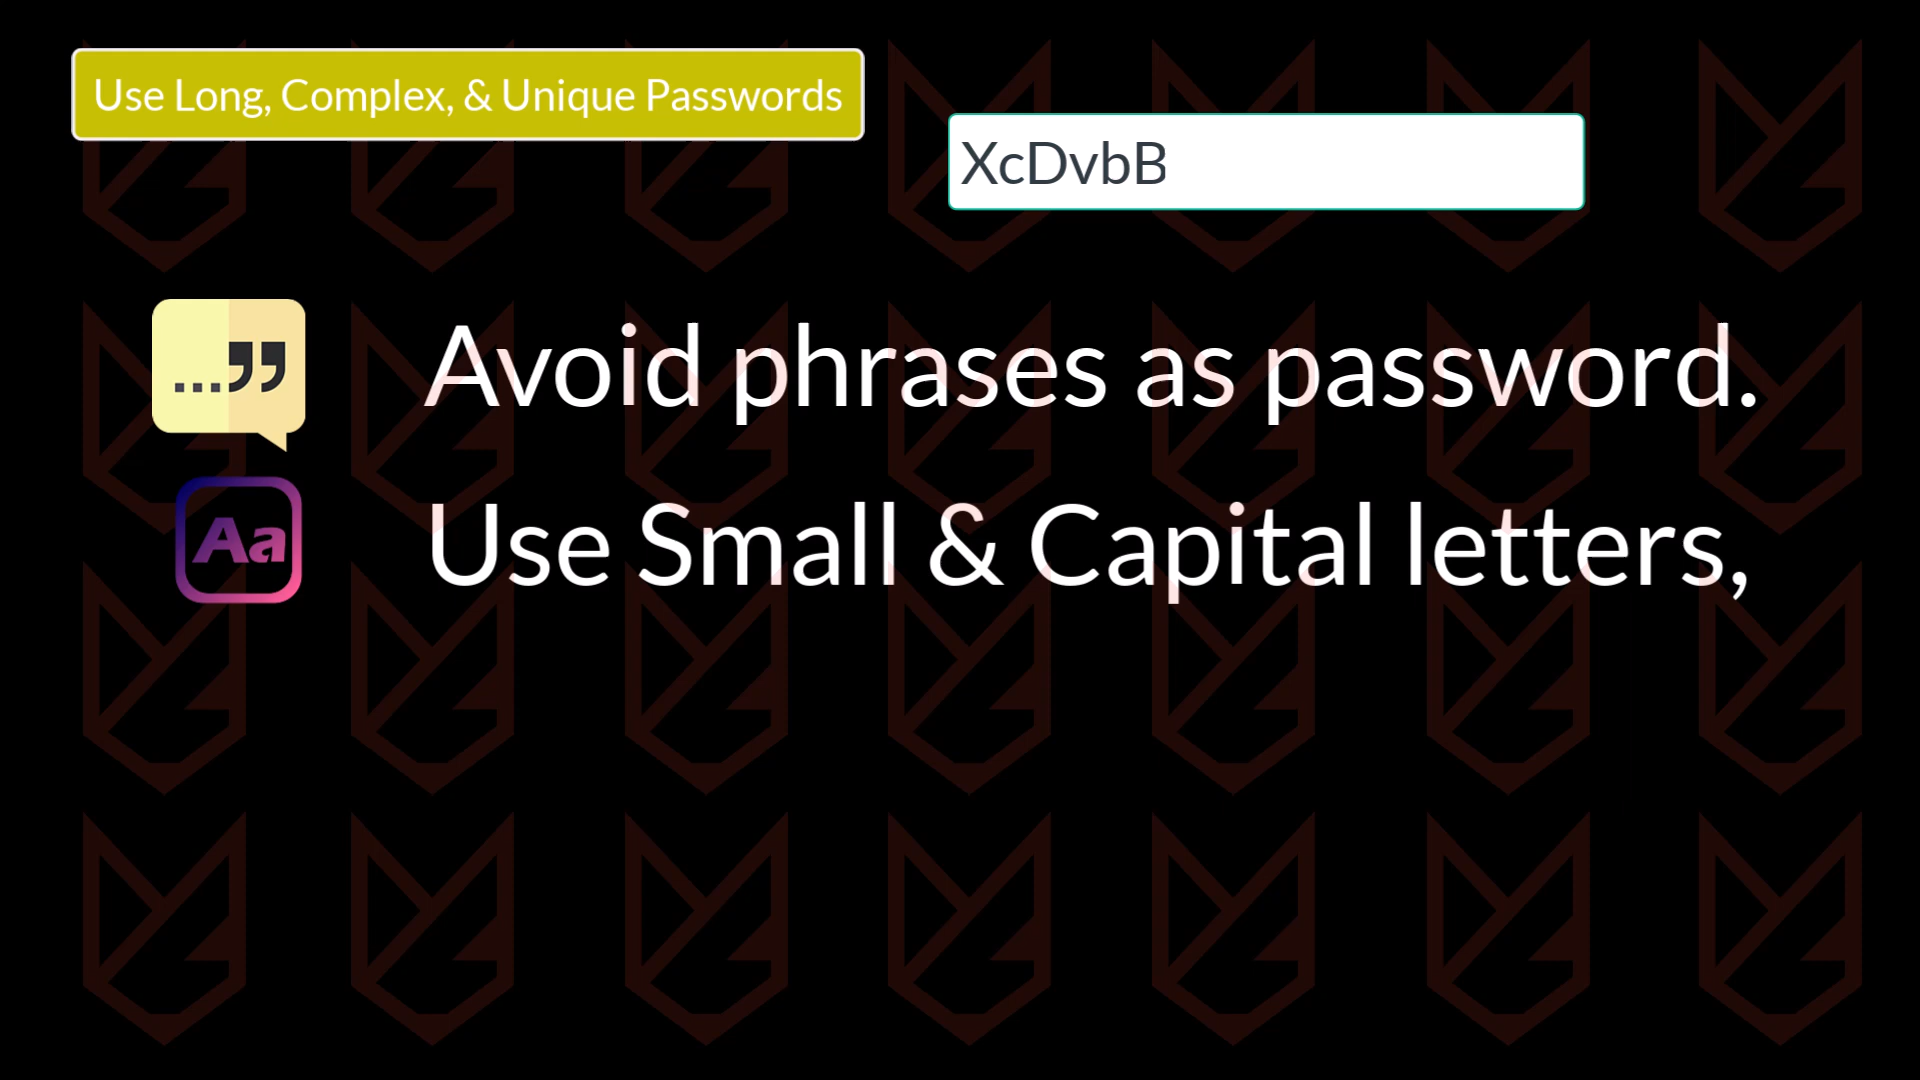 Use Long, Complex, & Unique Passwords
XcDvbB
...”
Avoid phrases as password.
Aa
Use Small & Capital letters,